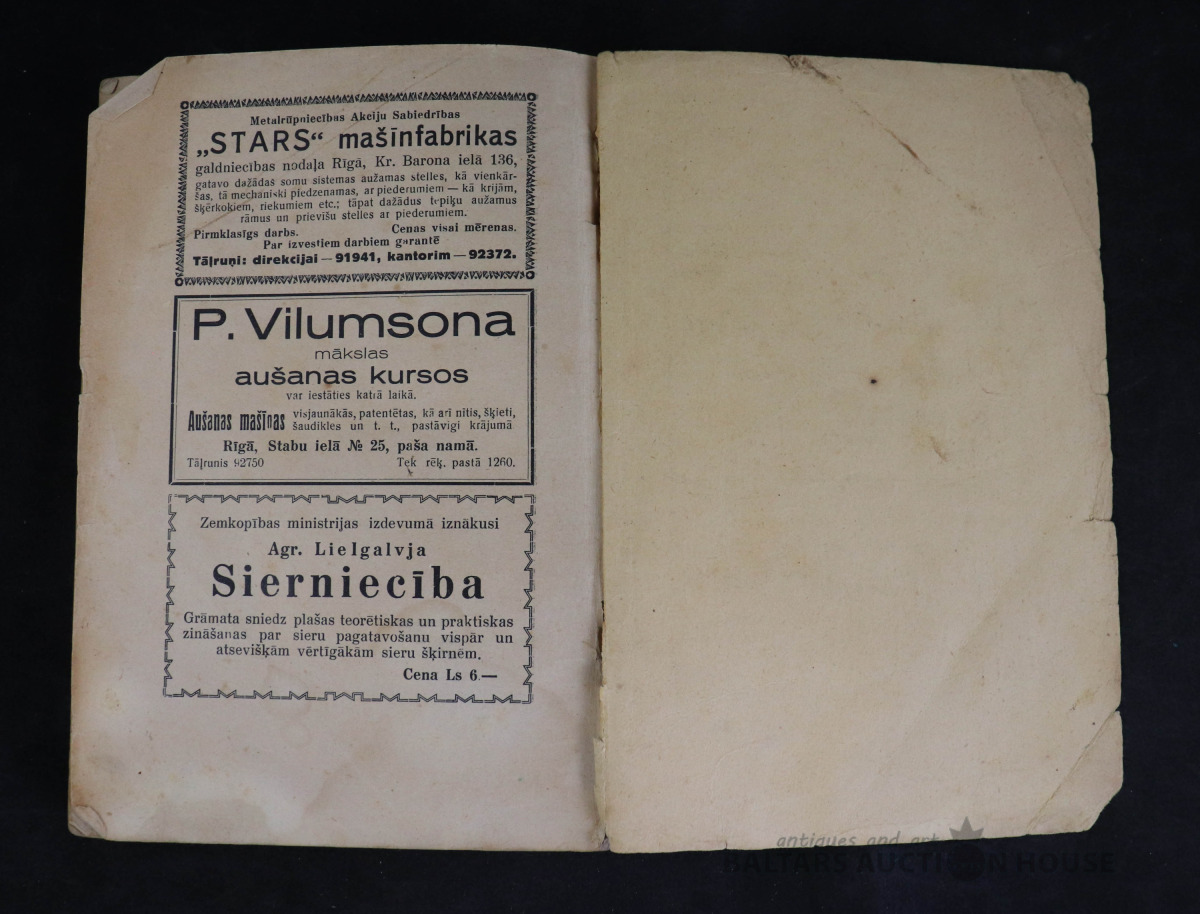 Metalrūpniecības Akciju Sabiedrības
„STARS“ mašīnfabrikas
galdniecības nodaļa Rīgā, Kr. Barona ielā 136,
gatavo dažādas somu sistemas aužamas stelles, kā vienkār-
šas, tā mechaniski piedzenamas, ar piederumiem — kā krijām,
šķērkokiem, riekumiem etc.; tāpat dažādus tepiķu aužamus
rāmus un prievīšu stelles ar piederumiem.
Pirmklasīgs darbs. Cenas visai mērenas.
Par izvestiem darbiem garantē
Tāļruņi: direkcijai — 91941, kantorim — 92372.
P. Vilumsona
mākslas
aušanas kursos
var iestāties katrā laikā.
Aušanas mašīnas visjaunākās, patentētas, kā arī nītis, šķieti,
šaudikles un t. t., pastāvīgi krājumā
Rīgā, Stabu ielā № 25, paša namā.
Tāļrunis 92750 Tek rēķ. pastā 1260.
Zemkopības ministrijas izdevumā iznākusi
Agr. Lielgalvja
Sierniecība
Grāmata sniedz plašas teorētiskas un praktiskas
zināšanas par sieru pagatavošanu vispār un
atsevišķām vērtīgākām sieru šķirnēm.
Cena Ls 6.—
antiques and art
BALTARS AUCTION HOUSE